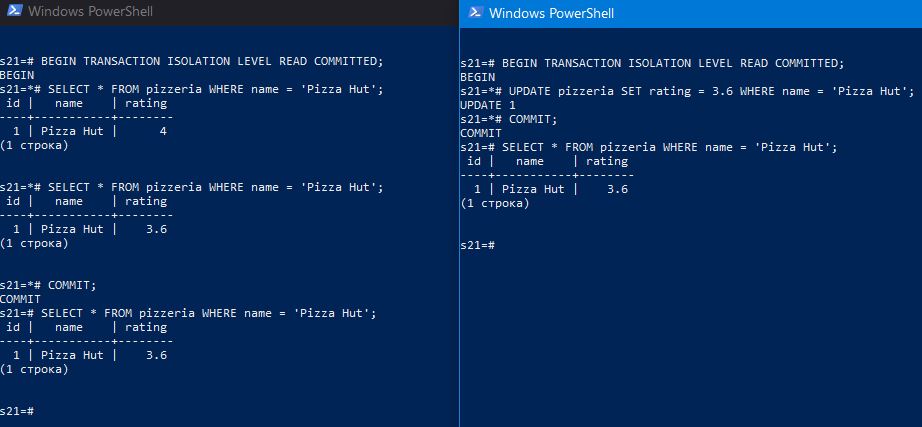 Windows PowerShell
s21=# BEGIN TRANSACTION ISOLATION LEVEL READ COMMITTED;
BEGIN
s21=*# SELECT * FROM pizzeria WHERE name = 'Pizza Hut';
 id |   name    | rating
----+-----------+--------
  1 | Pizza Hut |      4
(1 строка)
s21=*# SELECT * FROM pizzeria WHERE name = 'Pizza Hut';
 id |   name    | rating
----+-----------+--------
  1 | Pizza Hut |    3.6
(1 строка)
s21=*# COMMIT;
COMMIT
s21=# SELECT * FROM pizzeria WHERE name = 'Pizza Hut';
 id |   name    | rating
----+-----------+--------
  1 | Pizza Hut |    3.6
(1 строка)
s21=#
Windows PowerShell
s21=# BEGIN TRANSACTION ISOLATION LEVEL READ COMMITTED;
BEGIN
s21=*# UPDATE pizzeria SET rating = 3.6 WHERE name = 'Pizza Hut';
UPDATE 1
s21=*# COMMIT;
COMMIT
s21=# SELECT * FROM pizzeria WHERE name = 'Pizza Hut';
 id |   name    | rating
----+-----------+--------
  1 | Pizza Hut |    3.6
(1 строка)
s21=#